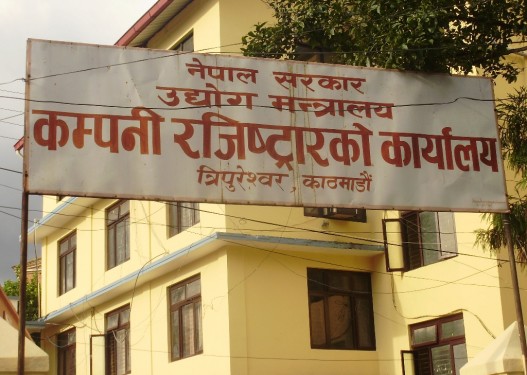 नेपाल सरकार
उद्योग मन्त्रालय
कम्पनी रजिष्ट्रारको कार्यालय
त्रिपुरेश्वर, काठमाडौं